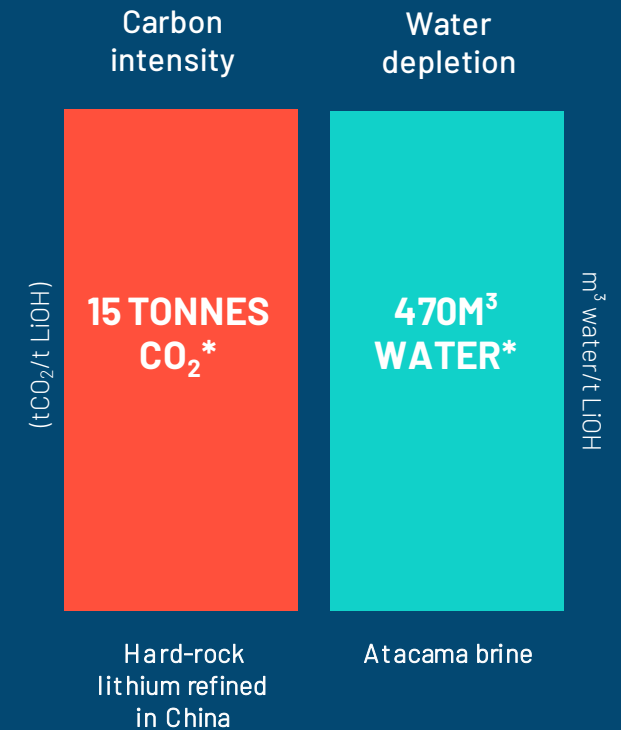 Carbon
intensity
Water
depletion
(tCO₂/t LiOH)
15 TONNES
CO₂*
470M³
WATER*
m³ water/t LiOH
Hard-rock
lithium refined
in China
Atacama brine